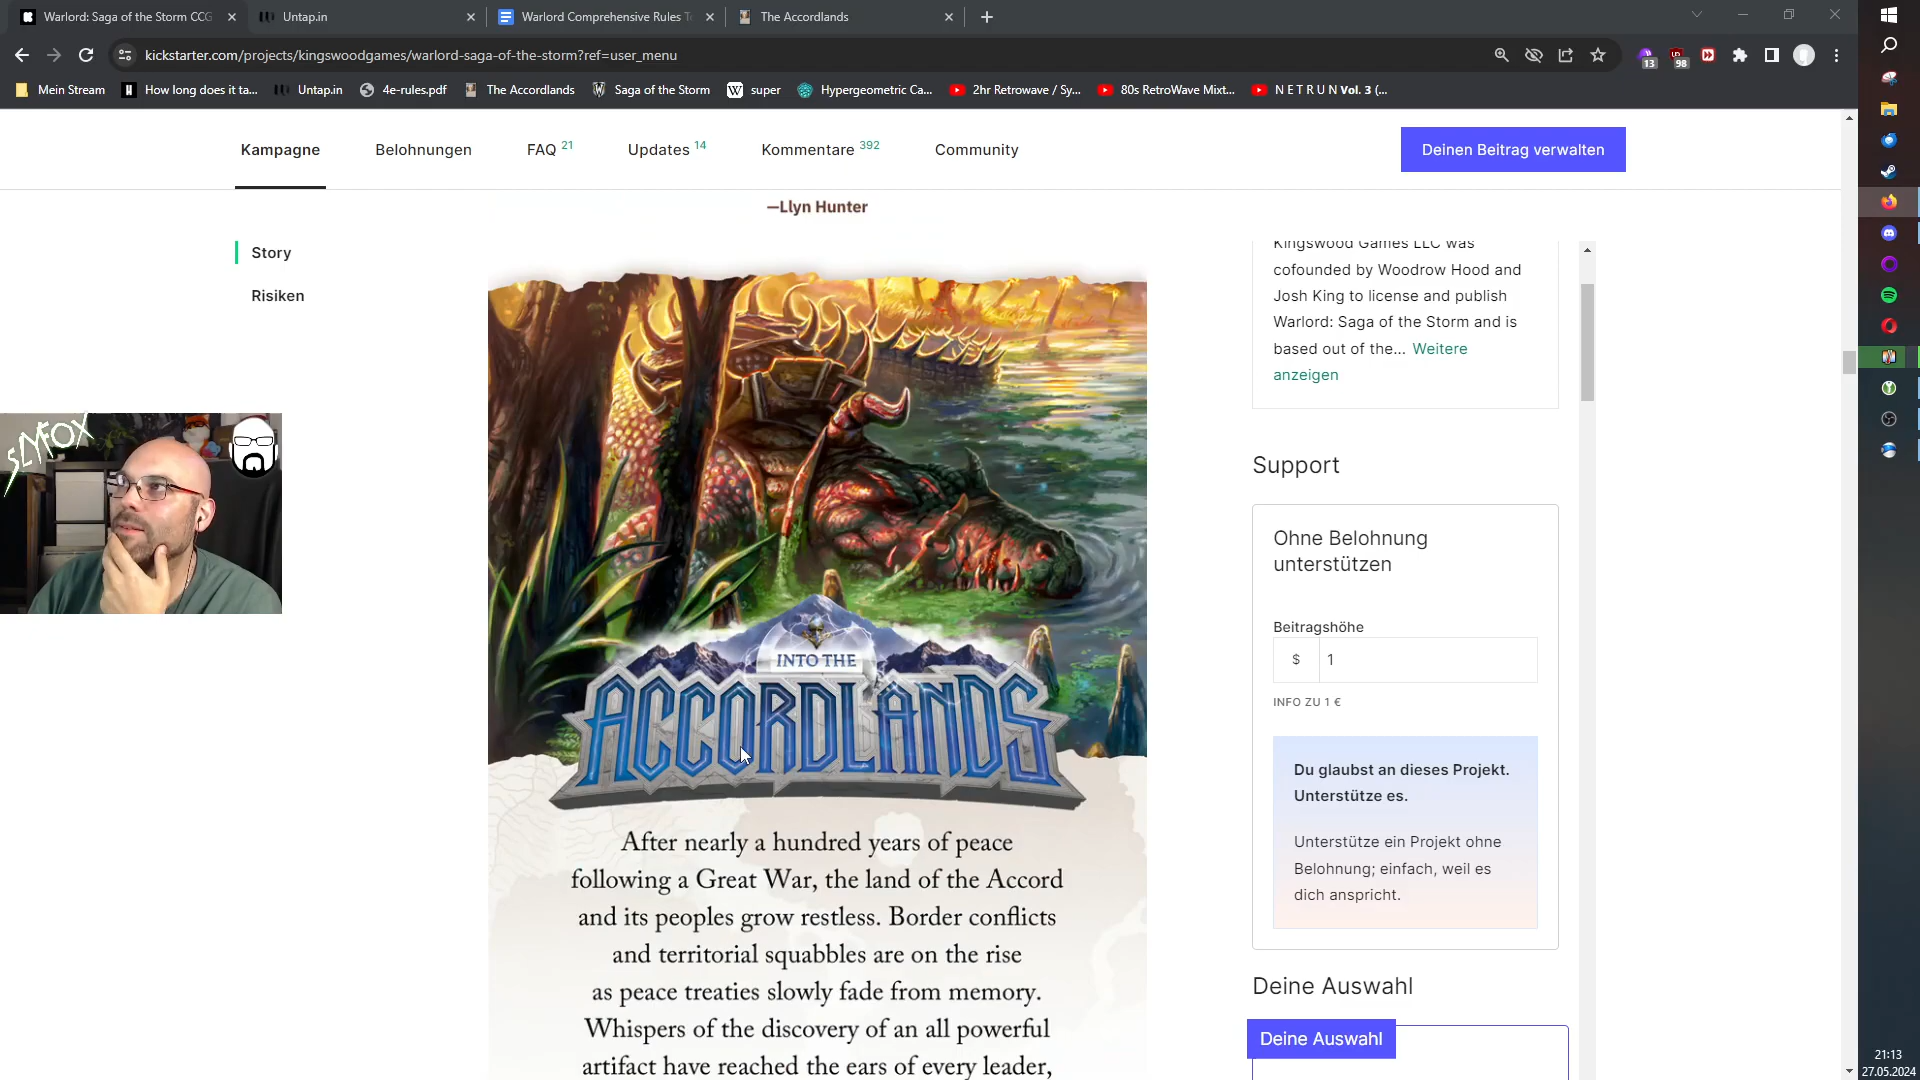 Warlord: Saga of the Storm CCG
Untap.in
Warlord Comprehensive Rules T
The Accordlands
kickstarter.com/projects/kingswoodgames/warlord-saga-of-the-storm?ref=user_menu
13
98
Mein Stream
How long does it ta...
Untap.in
4e-rules.pdf
The Accordlands
Saga of the Storm
super
Hypergeometric Ca...
2hr Retrowave / Sy...
80s RetroWave Mixt...
N E T R U N Vol. 3 (...
Kampagne
Belohnungen
FAQ 21
Updates 14
Kommentare 392
Community
Deinen Beitrag verwalten
Story
Risiken
—Llyn Hunter
INTO THE
ACCORDLANDS
After nearly a hundred years of peace
following a Great War, the land of the Accord
and its peoples grow restless. Border conflicts
and territorial squabbles are on the rise
as peace treaties slowly fade from memory.
Whispers of the discovery of an all powerful
artifact have reached the ears of every leader,
Kingswood Games LLC was
cofounded by Woodrow Hood and
Josh King to license and publish
Warlord: Saga of the Storm and is
based out of the... Weitere
anzeigen
Support
Ohne Belohnung
unterstützen
Beitragshöhe
$ 1
INFO ZU 1 €
Du glaubst an dieses Projekt.
Unterstütze es.
Unterstütze ein Projekt ohne
Belohnung; einfach, weil es
dich anspricht.
Deine Auswahl
Deine Auswahl
SLYFOX
21:13
27.05.2024